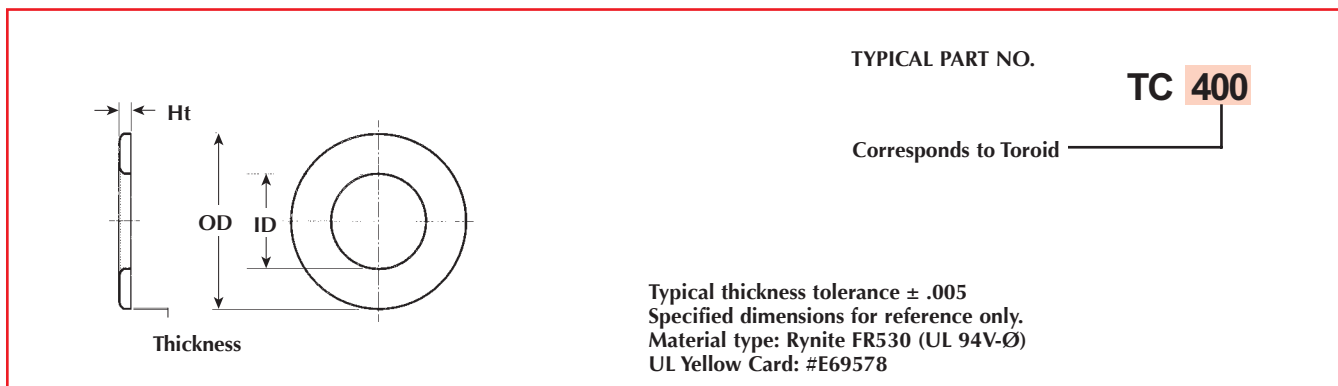 TYPICAL PART NO.
TC 400
Corresponds to Toroid
Ht
OD
ID
Thickness
Typical thickness tolerance ± .005
Specified dimensions for reference only.
Material type: Rynite FR530 (UL 94V-Ø)
UL Yellow Card: #E69578